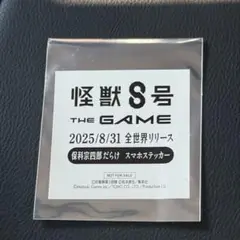 怪獣8号
THE GAME
2025/8/31 全世界リリース
保科宗四郎だらけ スマホステッカー
NOT FOR SALE